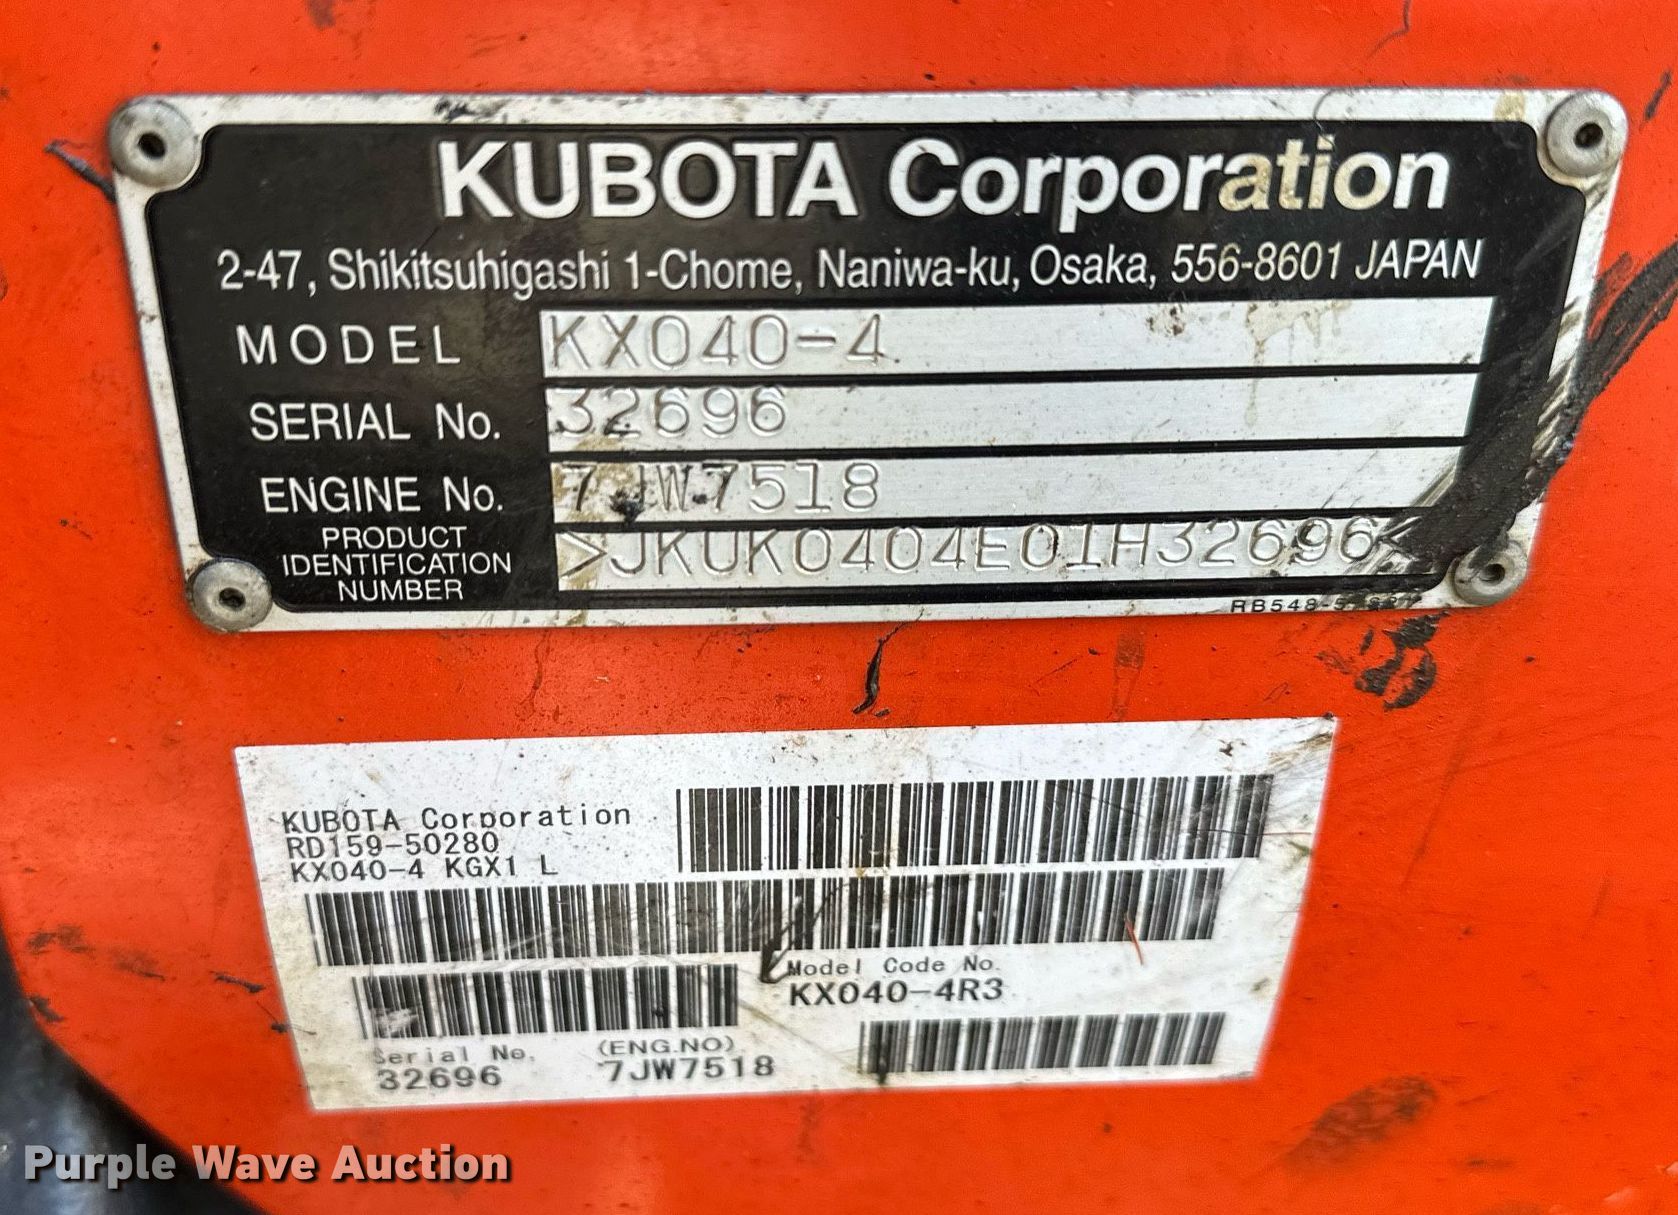 KUBOTA Corporation
2-47, Shikitsuhigashi 1-Chome, Naniwa-ku, Osaka, 556-8601 JAPAN
MODEL KX040-4
SERIAL No. 32696
ENGINE No. 7JW7518
PRODUCT IDENTIFICATION NUMBER >JKUK0404E01H32696<
KUBOTA Corporation
RD159-50280
KX040-4 KGX1 L
Model Code No.
KX040-4R3
Serial No. (ENG.NO)
32696 7JW7518
Purple Wave Auction